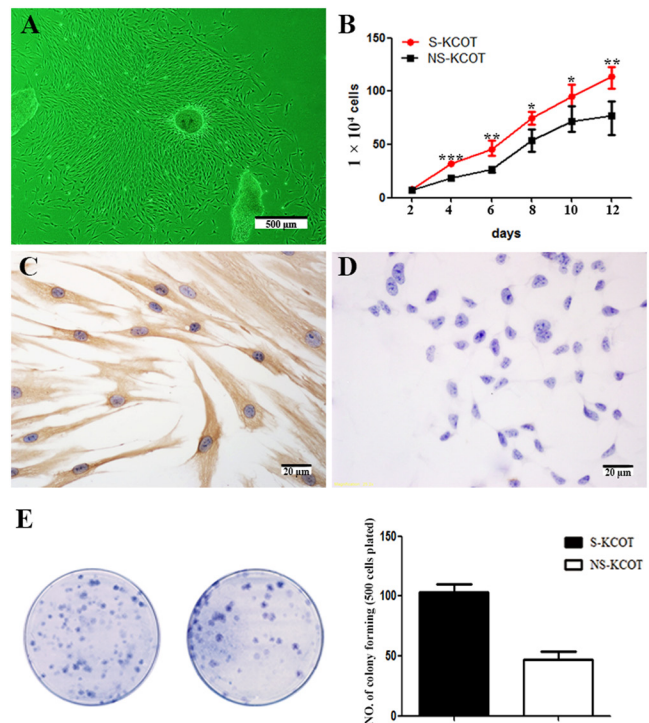 A
500 µm
B
S-KCOT
NS-KCOT
1 × 10⁴ cells
150
100
50
0
***
**
*
*
**
2 4 6 8 10 12
days
C
20 µm
D
20 µm
E
NO. of colony forming (500 cells plated)
150
100
50
0
S-KCOT
NS-KCOT